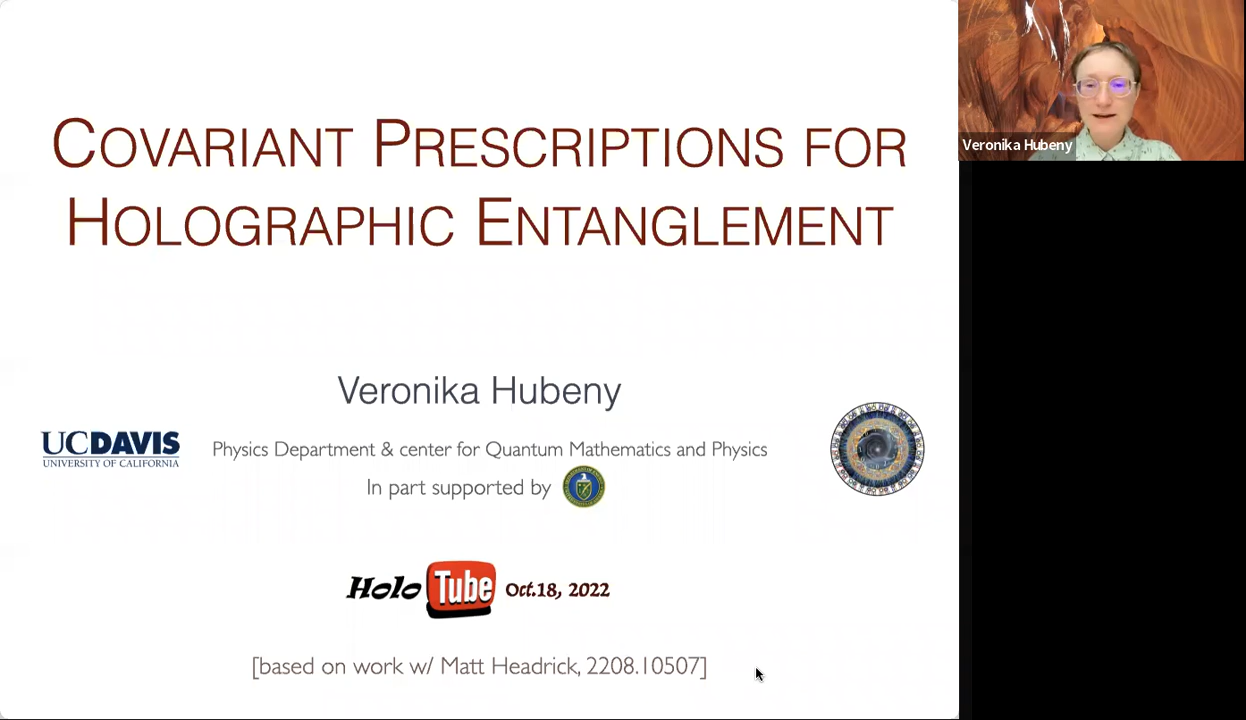 COVARIANT PRESCRIPTIONS FOR
HOLOGRAPHIC ENTANGLEMENT
Veronika Hubeny
Veronika Hubeny
UCDAVIS
UNIVERSITY OF CALIFORNIA
Physics Department & center for Quantum Mathematics and Physics
In part supported by
Holo Tube Oct.18, 2022
[based on work w/ Matt Headrick, 2208.10507]